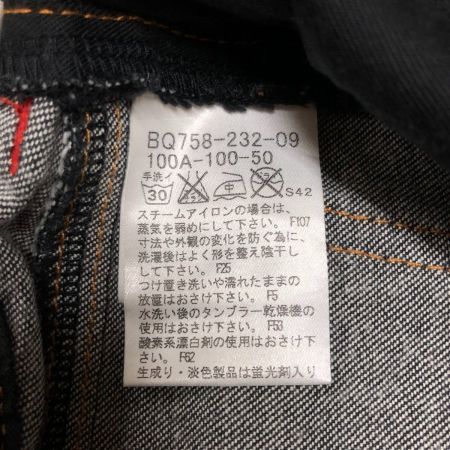 BQ758-232-09
100A-100-50
手洗イ
30 中 S42
スチームアイロンの場合は、
蒸気を弱めにして下さい。F107
寸法や外観の変化を防ぐ為に、
洗濯後はよく形を整え陰干し
して下さい。F25
つけ置き洗いや濡れたままの
放置はおさけ下さい。F5
水洗い後のタンブラー乾燥機の
使用はおさけ下さい。F53
酸素系漂白剤の使用はおさけ下
さい。F62
生成り・淡色製品は蛍光剤入り